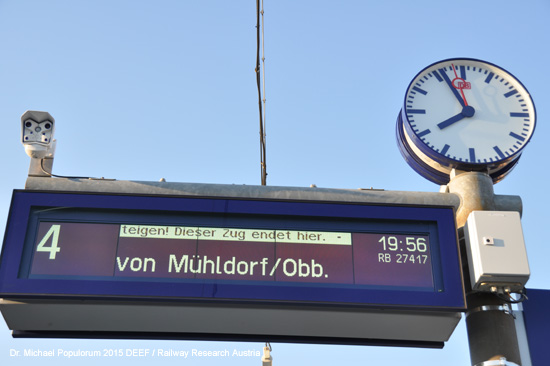 DB
teigen! Dieser Zug endet hier. -
4
19:56
von Mühldorf/Obb.
RB 27417
Dr. Michael Populorum 2015 DEEF / Railway Research Austria